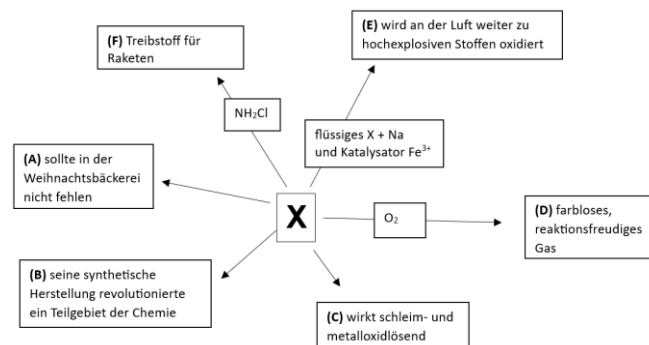 (E) wird an der Luft weiter zu
hochexplosiven Stoffen oxidiert
(F) Treibstoff für
Raketen
NH₂Cl
flüssiges X + Na
und Katalysator Fe³⁺
(A) sollte in der
Weihnachtsbäckerei
nicht fehlen
X
O₂
(D) farbloses,
reaktionsfreudiges
Gas
(B) seine synthetische
Herstellung revolutionierte
ein Teilgebiet der Chemie
(C) wirkt schleim- und
metalloxidlösend